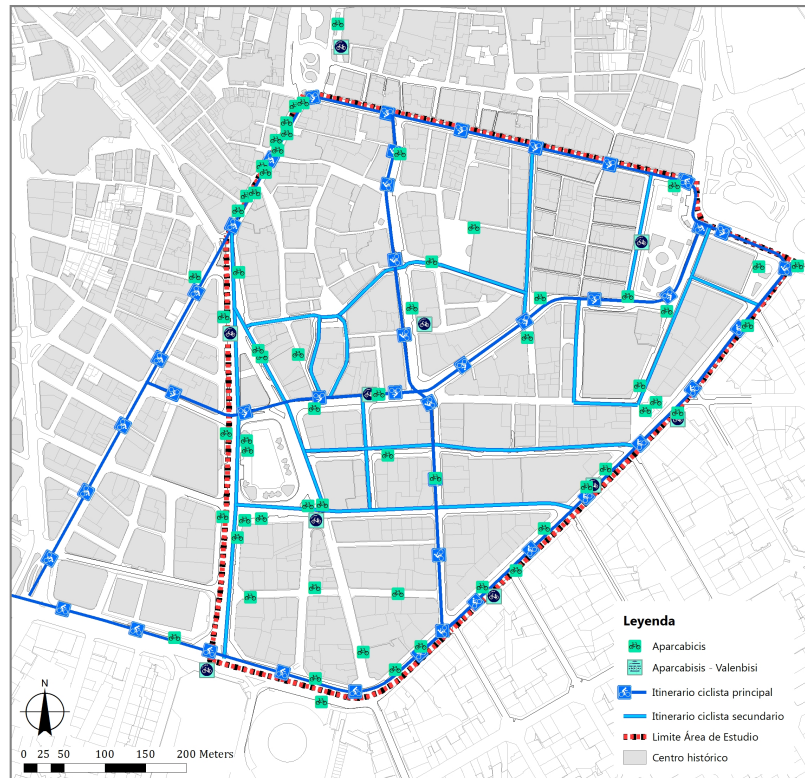 Leyenda
Aparcabicis
Aparcabisis - Valenbisi
Itinerario ciclista principal
Itinerario ciclista secundario
Limite Área de Estudio
Centro histórico
N
0 25 50 100 150 200 Meters